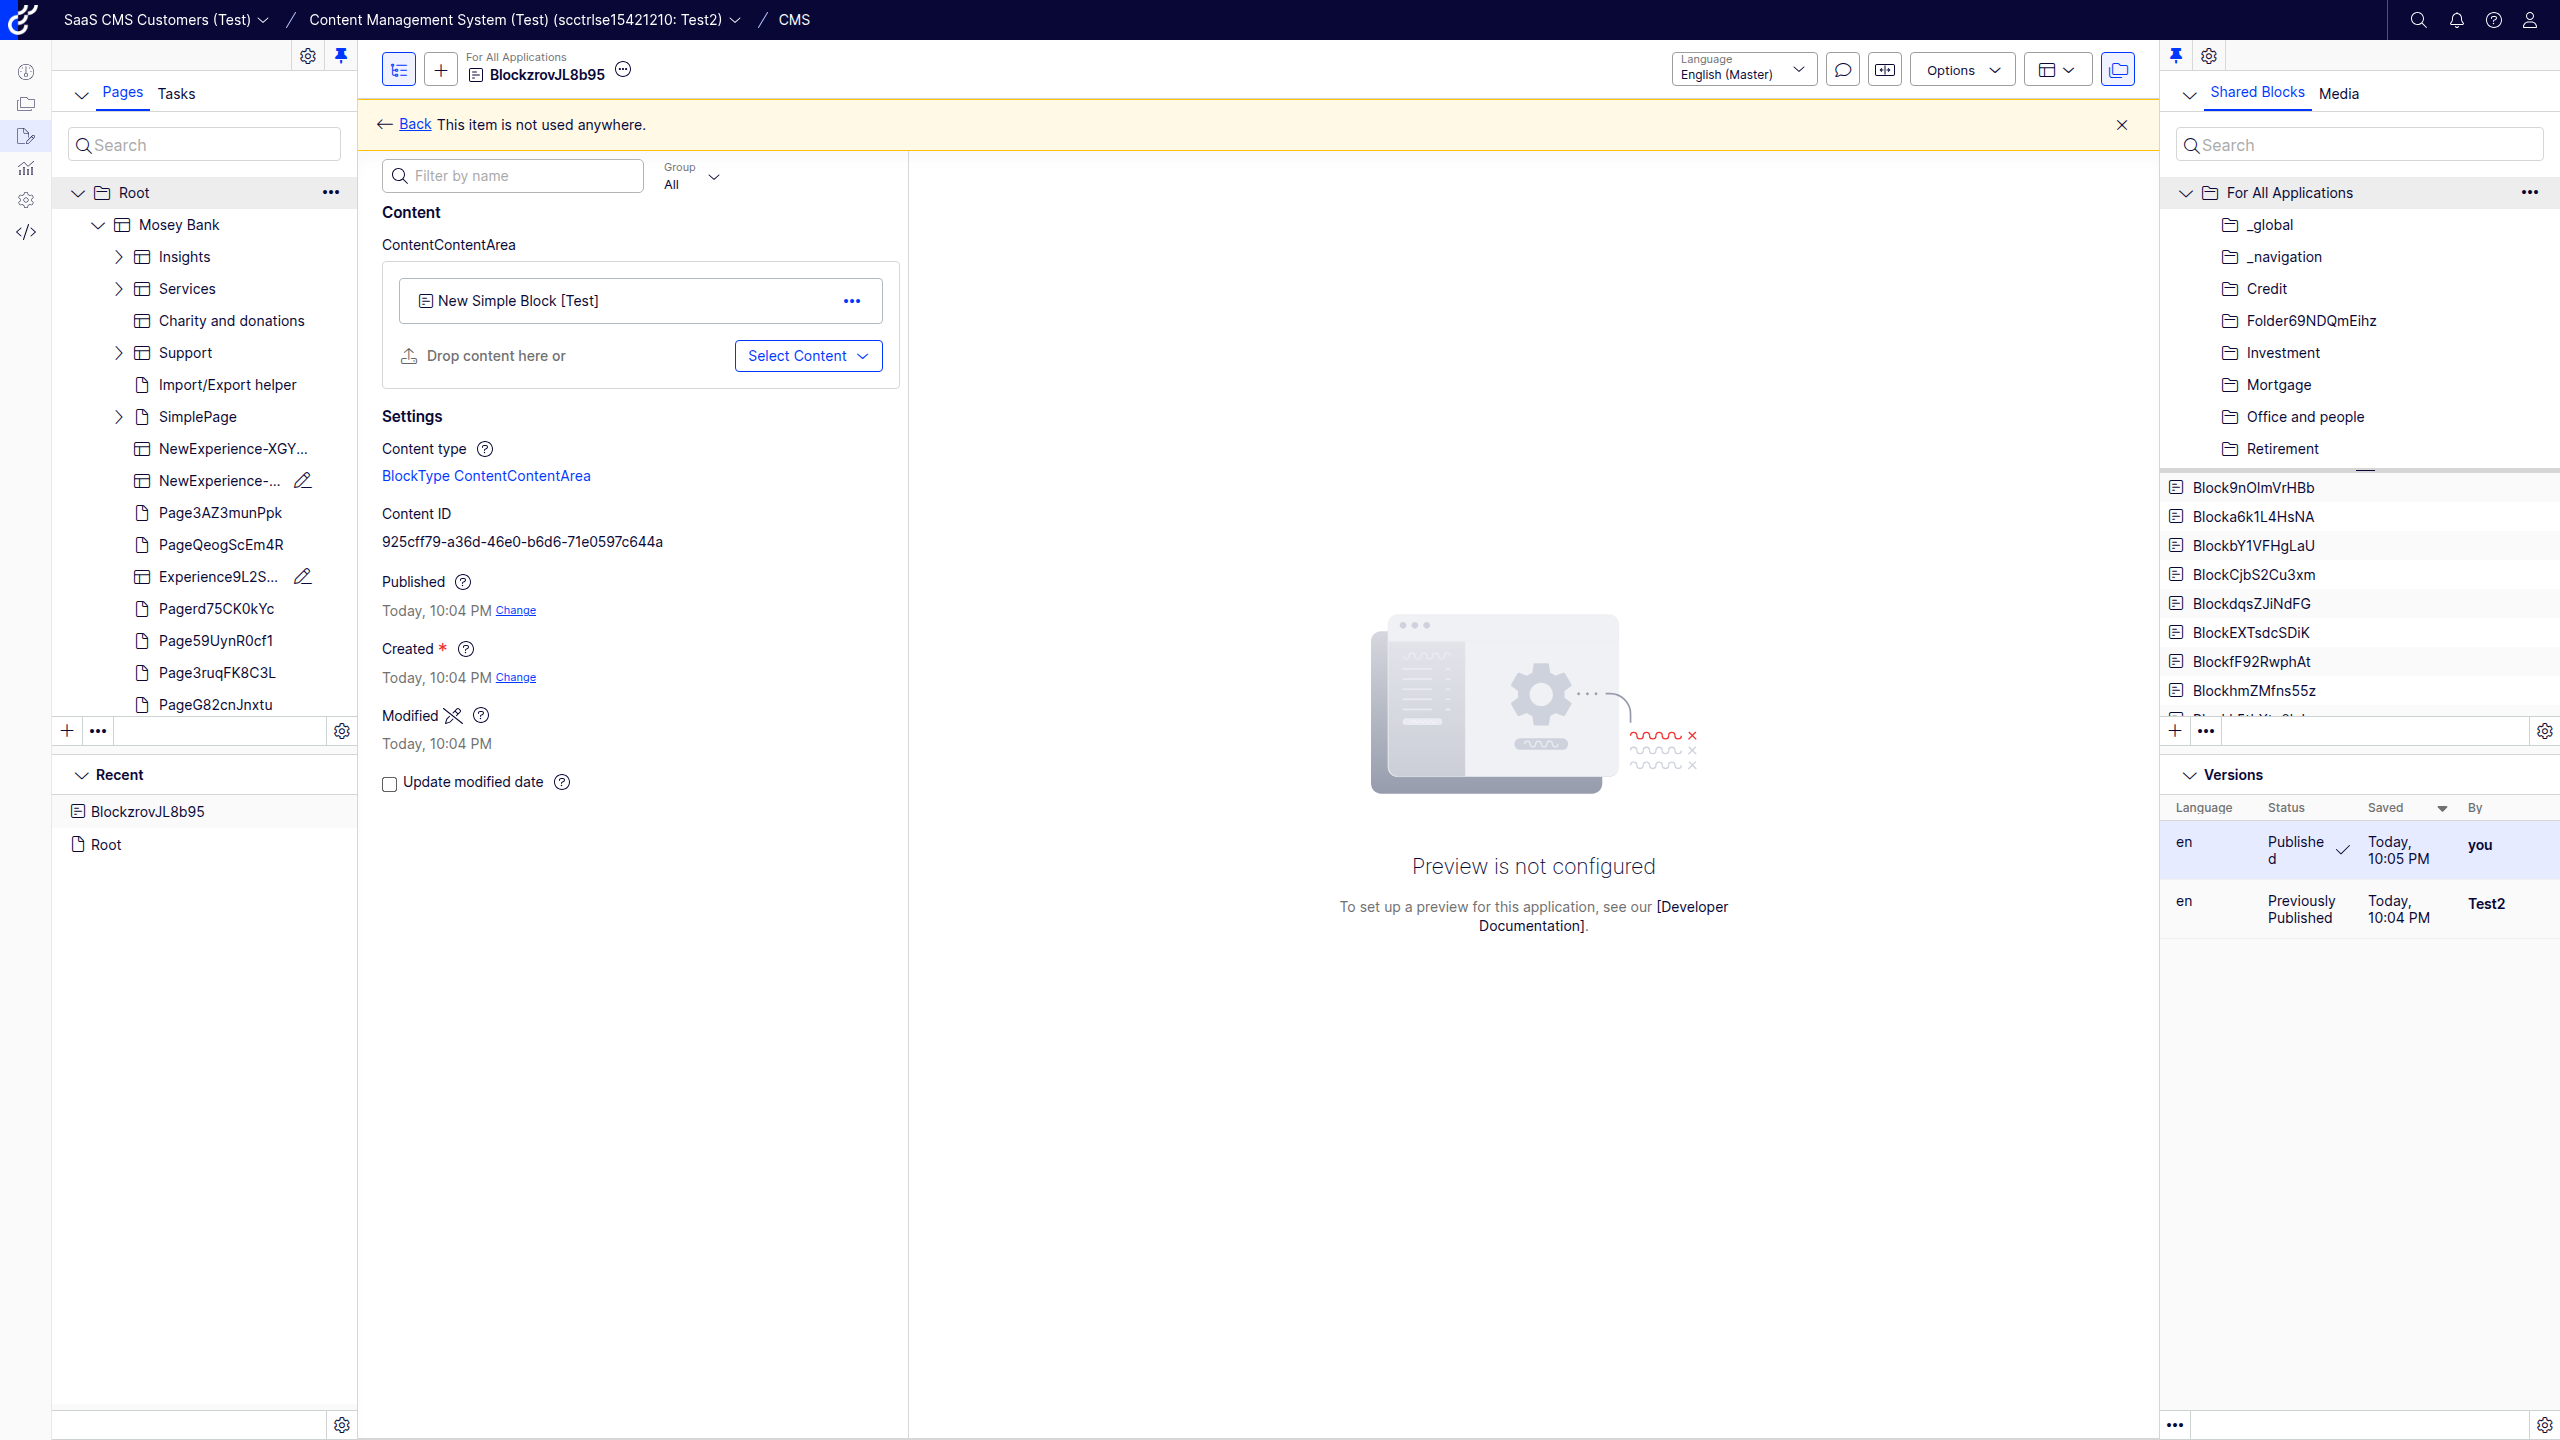 SaaS CMS Customers (Test) / Content Management System (Test) (scctrlse15421210: Test2) / CMS
Pages Tasks
Search
Root
Mosey Bank
Insights
Services
Charity and donations
Support
Import/Export helper
SimplePage
NewExperience-XGY...
NewExperience-...
Page3AZ3munPpk
PageQeogScEm4R
Experience9L2S...
Pagerd75CK0kYc
Page59UynR0cf1
Page3ruqFK8C3L
PageG82cnJnxtu
Recent
BlockzrovJL8b95
Root
For All Applications
BlockzrovJL8b95
Language
English (Master)
Options
Back This item is not used anywhere.
Filter by name
Group
All
Content
ContentContentArea
New Simple Block [Test]
Drop content here or
Select Content
Settings
Content type
BlockType ContentContentArea
Content ID
925cff79-a36d-46e0-b6d6-71e0597c644a
Published
Today, 10:04 PM Change
Created *
Today, 10:04 PM Change
Modified
Today, 10:04 PM
Update modified date
Preview is not configured
To set up a preview for this application, see our [Developer
Documentation].
Shared Blocks Media
Search
For All Applications
_global
_navigation
Credit
Folder69NDQmEihz
Investment
Mortgage
Office and people
Retirement
Block9nOlmVrHBb
Blocka6k1L4HsNA
BlockbY1VFHgLaU
BlockCjbS2Cu3xm
BlockdqsZJiNdFG
BlockEXTsdcSDiK
BlockfF92RwphAt
BlockhmZMfns55z
Versions
Language Status Saved By
en Publishe
d Today,
10:05 PM you
en Previously
Published Today,
10:04 PM Test2